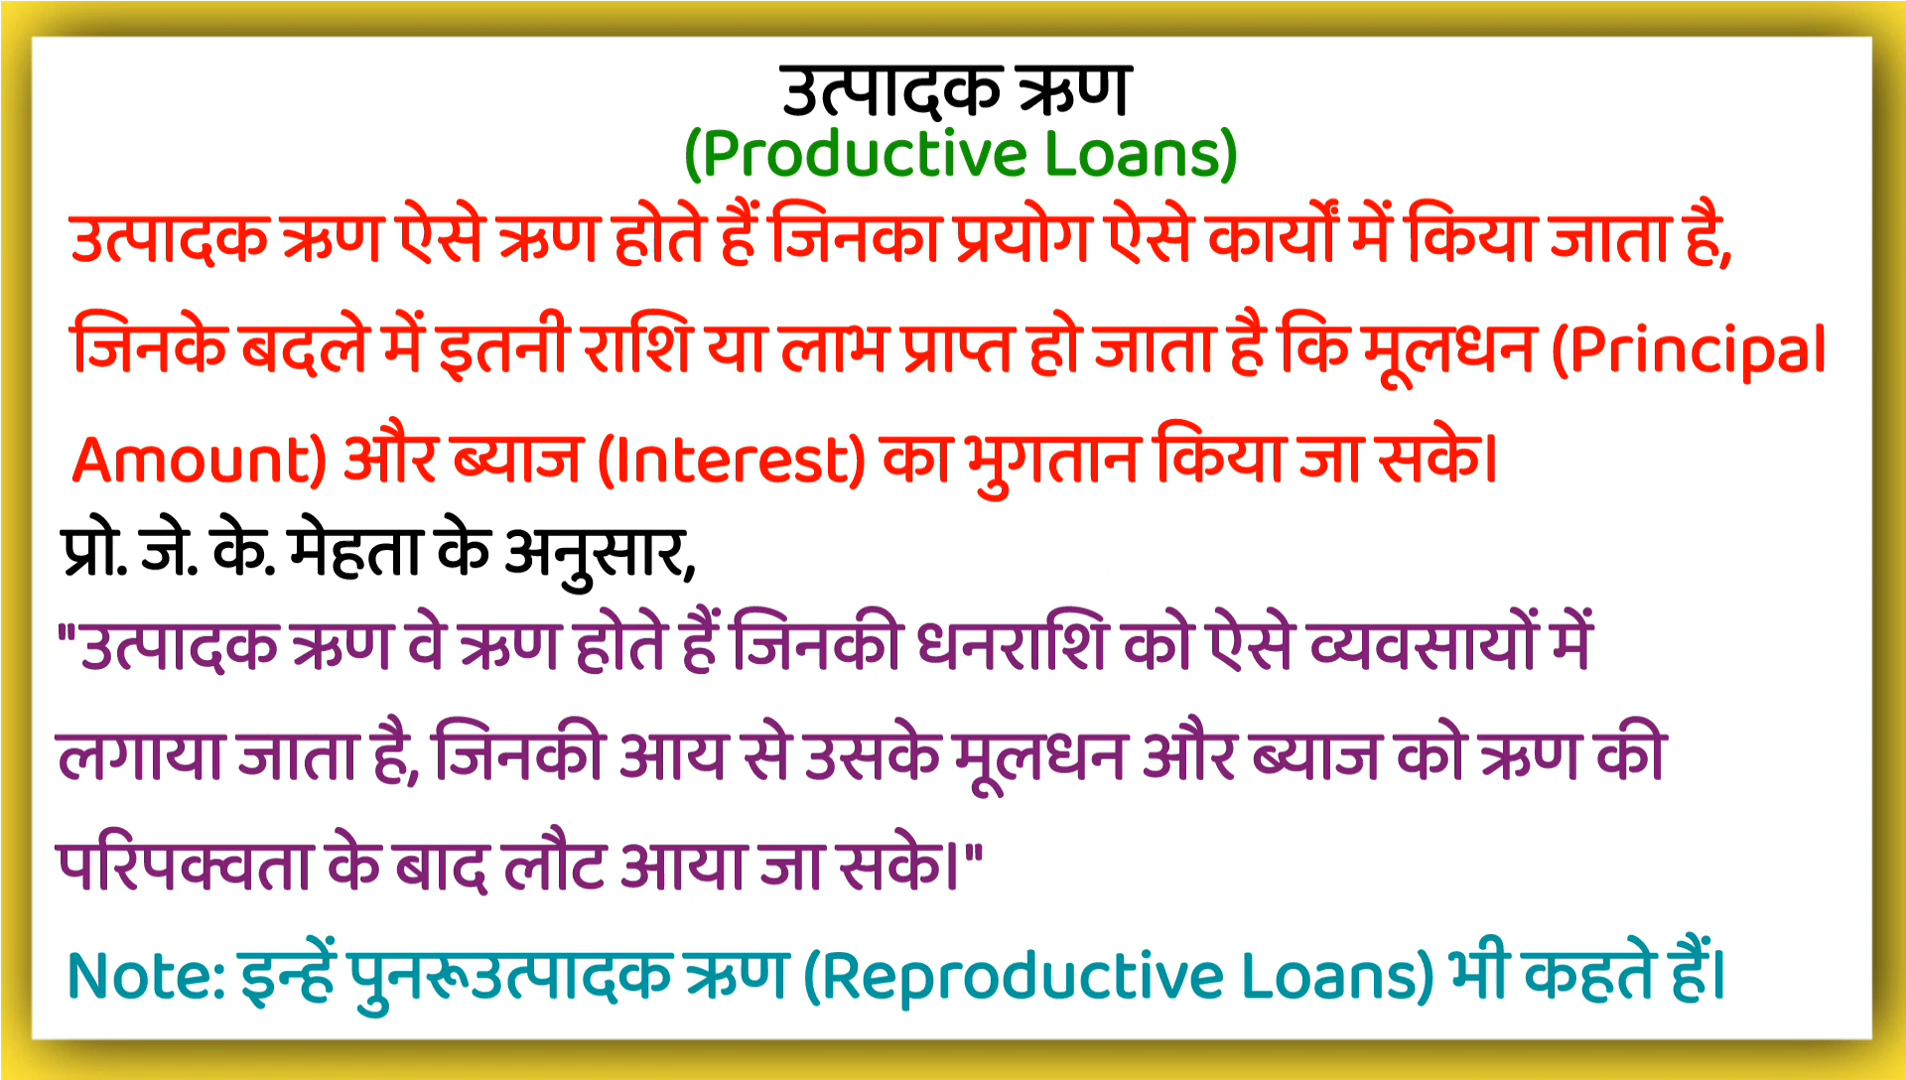 उत्पादक ऋण
(Productive Loans)
उत्पादक ऋण ऐसे ऋण होते हैं जिनका प्रयोग ऐसे कार्यों में किया जाता है,
जिनके बदले में इतनी राशि या लाभ प्राप्त हो जाता है कि मूलधन (Principal
Amount) और ब्याज (Interest) का भुगतान किया जा सके।
प्रो. जे. के. मेहता के अनुसार,
"उत्पादक ऋण वे ऋण होते हैं जिनकी धनराशि को ऐसे व्यवसायों में
लगाया जाता है, जिनकी आय से उसके मूलधन और ब्याज को ऋण की
परिपक्वता के बाद लौट आया जा सके।"
Note: इन्हें पुनरूउत्पादक ऋण (Reproductive Loans) भी कहते हैं।